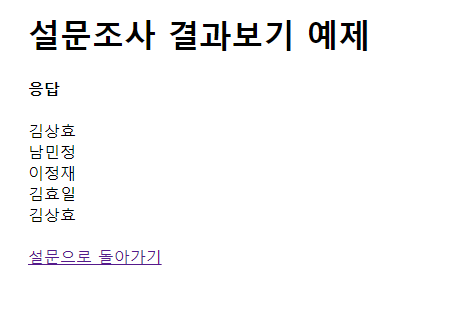 설문조사 결과보기 예제
응답
김상효
남민정
이정재
김효일
김상효
설문으로 돌아가기